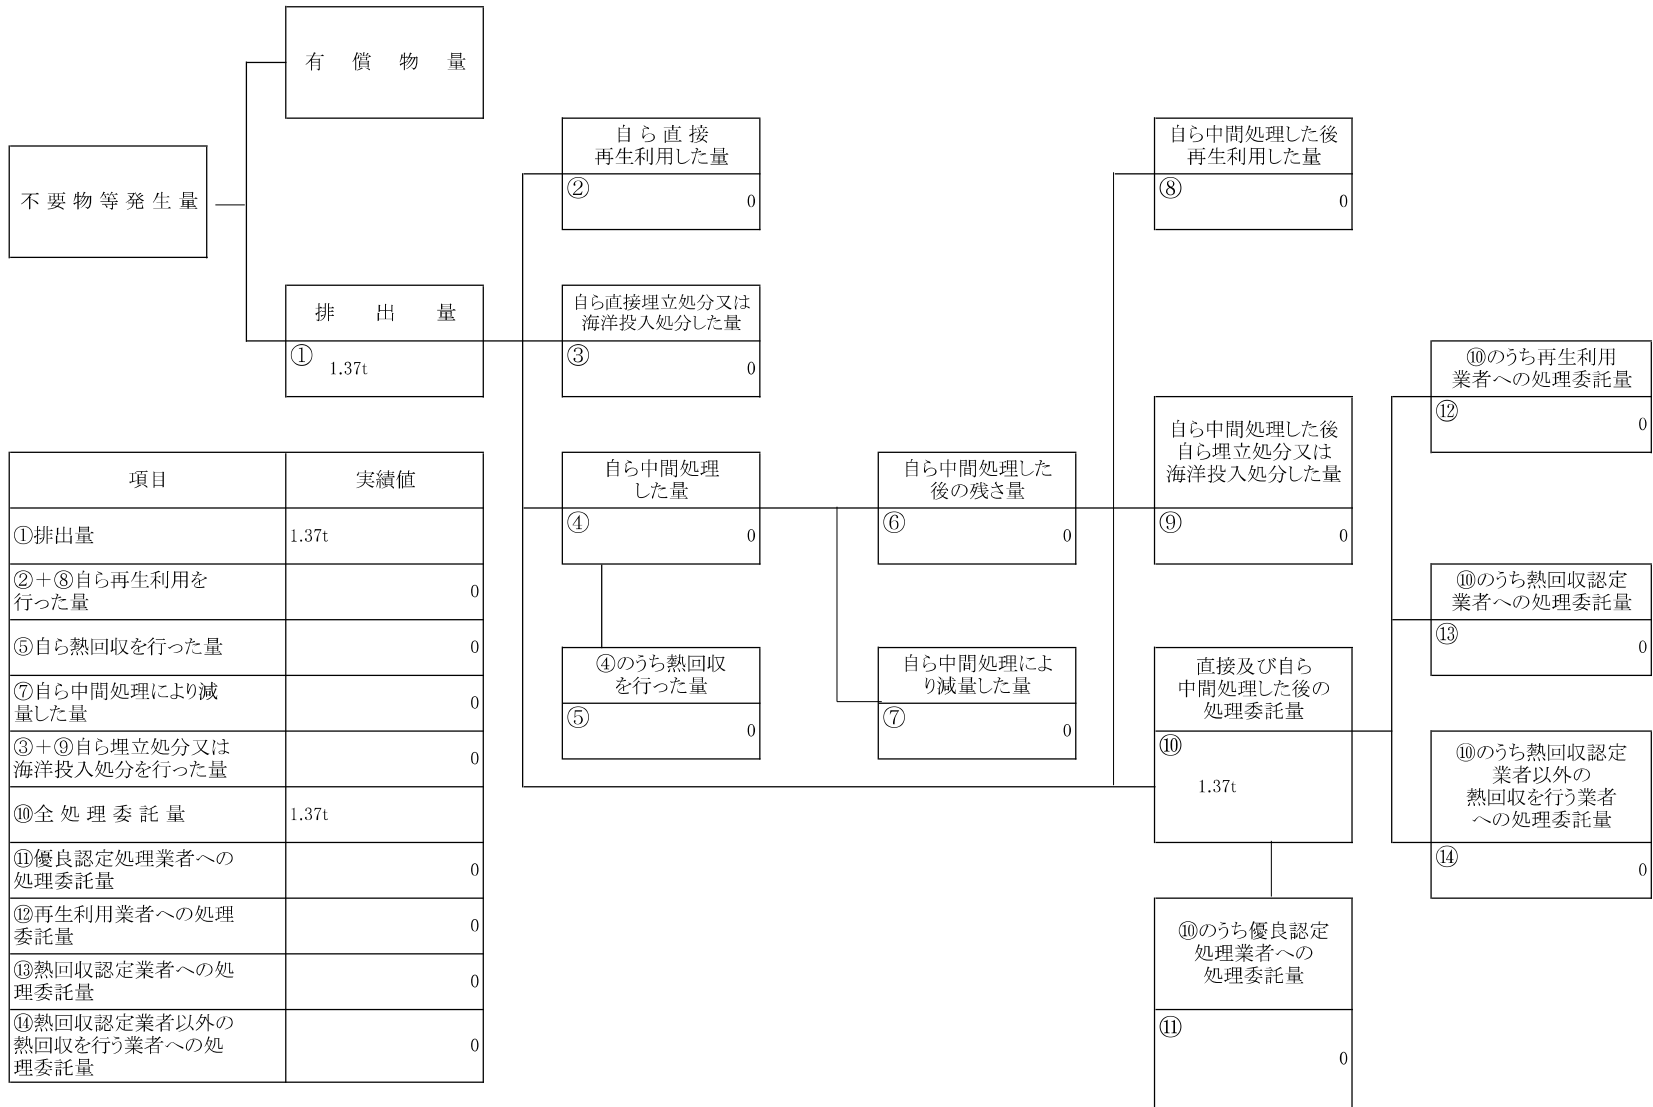 有 償 物 量
不 要 物 等 発 生 量
排 出 量
①
1.37t
自 ら 直 接
再生利用した量
②
0
自ら直接埋立処分又は
海洋投入処分した量
③
0
自ら中間処理
した量
④
0
④のうち熱回収
を行った量
⑤
0
自ら中間処理した
後の残さ量
⑥
0
自ら中間処理によ
り減量した量
⑦
0
自ら中間処理した後
再生利用した量
⑧
0
自ら中間処理した後
自ら埋立処分又は
海洋投入処分した量
⑨
0
直接及び自ら
中間処理した後の
処理委託量
⑩
1.37t
⑩のうち優良認定
処理業者への
処理委託量
⑪
0
⑩のうち再生利用
業者への処理委託量
⑫
0
⑩のうち熱回収認定
業者への処理委託量
⑬
0
⑩のうち熱回収認定
業者以外の
熱回収を行う業者
への処理委託量
⑭
0
項目 実績値
①排出量 1.37t
②＋⑧自ら再生利用を
行った量
0
⑤自ら熱回収を行った量 0
⑦自ら中間処理により減
量した量
0
③＋⑨自ら埋立処分又は
海洋投入処分を行った量
0
⑩全 処 理 委 託 量 1.37t
⑪優良認定処理業者への
処理委託量
0
⑫再生利用業者への処理
委託量
0
⑬熱回収認定業者への処
理委託量
0
⑭熱回収認定業者以外の
熱回収を行う業者への処
理委託量
0